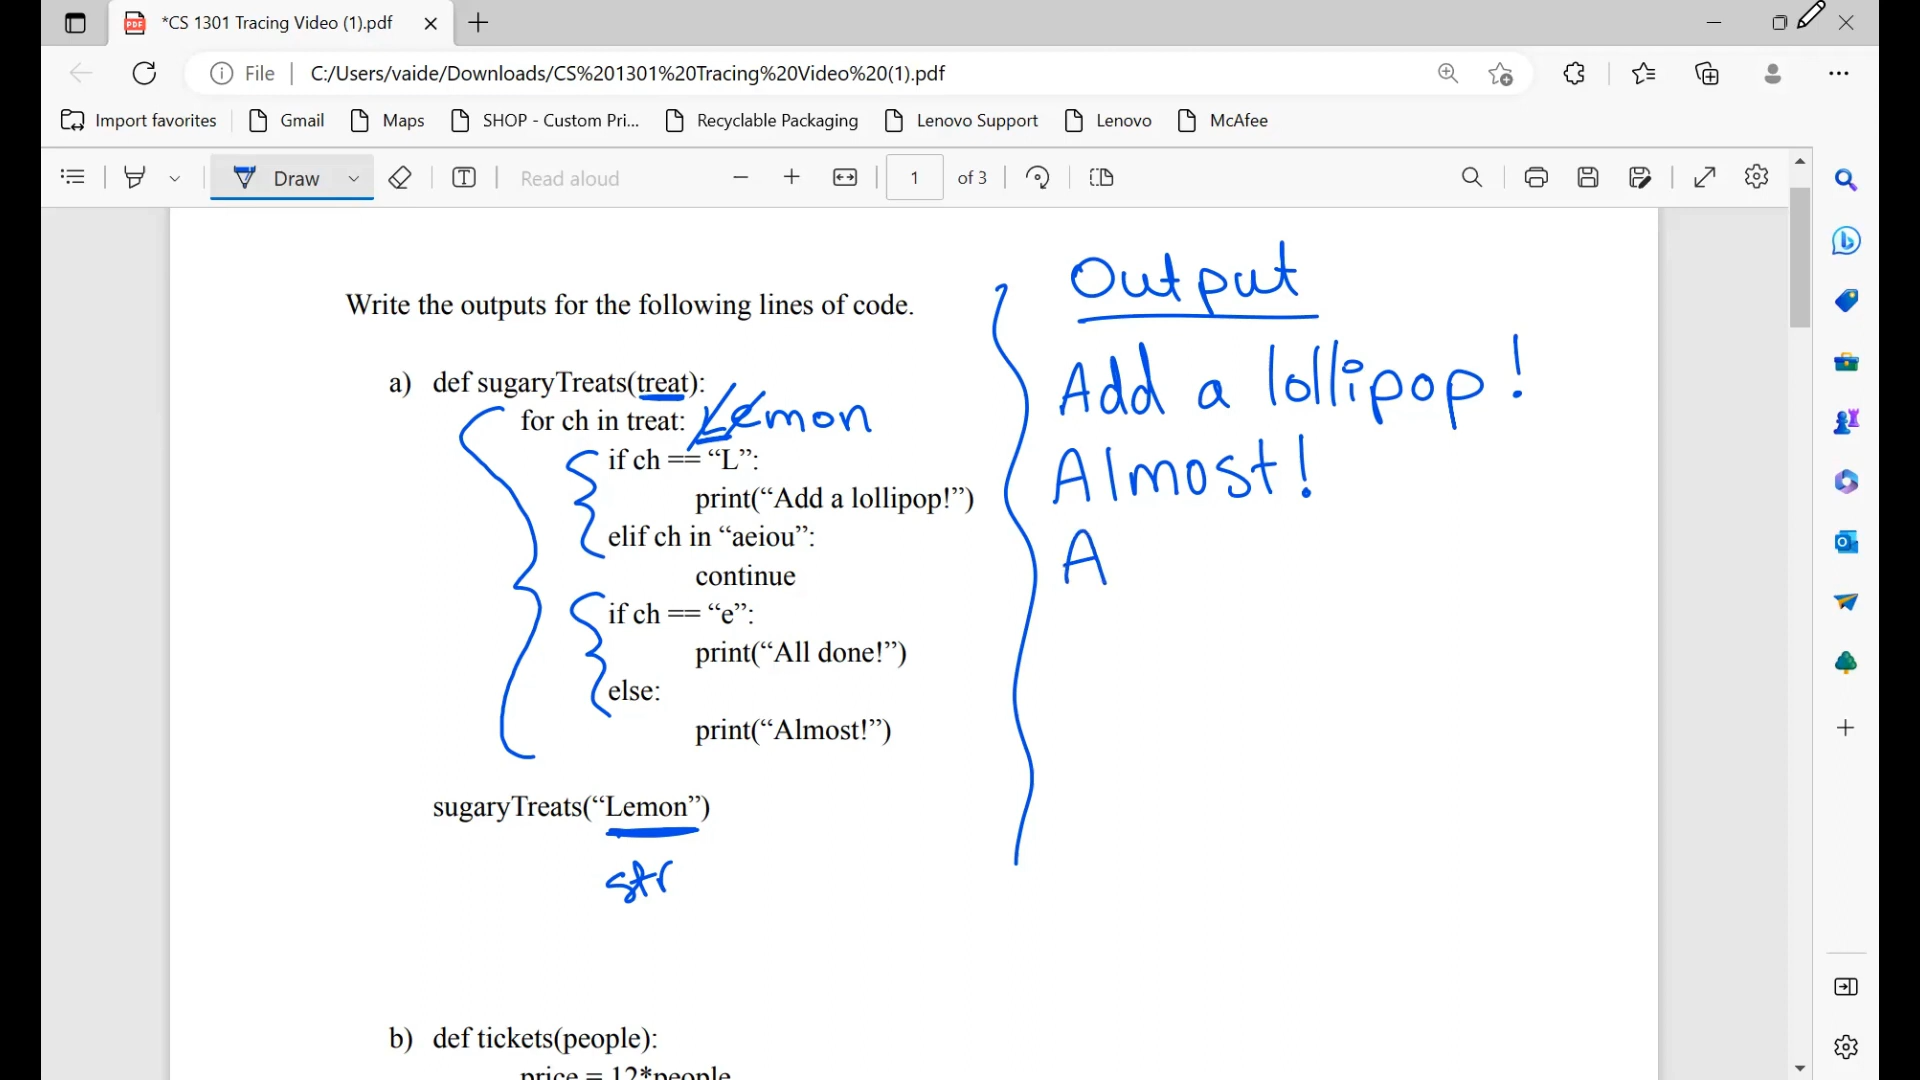 *CS 1301 Tracing Video (1).pdf
File
C:/Users/vaide/Downloads/CS%201301%20Tracing%20Video%20(1).pdf
Import favorites
Gmail
Maps
SHOP - Custom Pri...
Recyclable Packaging
Lenovo Support
Lenovo
McAfee
Draw
Read aloud
1
of 3
Write the outputs for the following lines of code.
a) def sugaryTreats(treat):
for ch in treat: Lemon
if ch == “L”:
print(“Add a lollipop!”)
elif ch in “aeiou”:
continue
if ch == “e”:
print(“All done!”)
else:
print(“Almost!”)
sugaryTreats(“Lemon”)
str
Output
Add a lollipop!
Almost!
A
b) def tickets(people):
price = 12*people